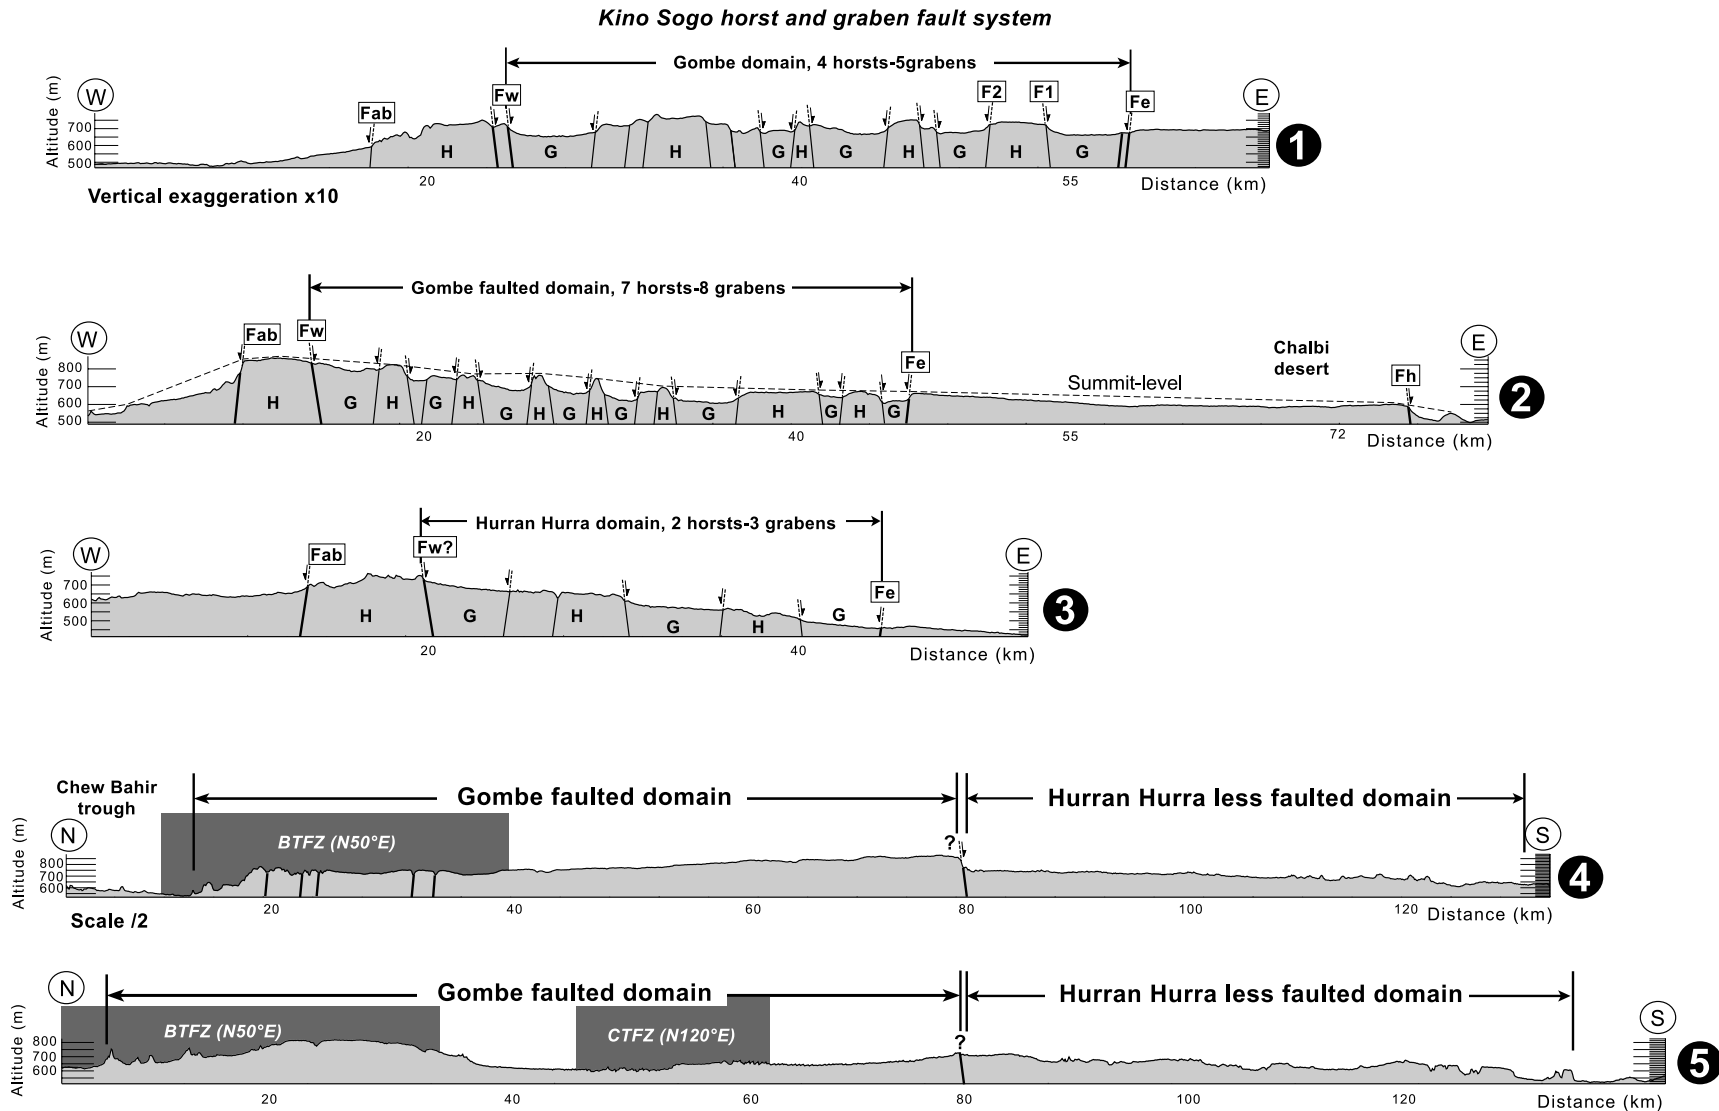 Kino Sogo horst and graben fault system
Gombe domain, 4 horsts-5grabens
Altitude (m)
W
Fab
Fw
F2
F1
Fe
E
1
700
600
500
H
G
H
G
H
G
H
G
H
G
20
40
55
Distance (km)
Vertical exaggeration x10
Gombe faulted domain, 7 horsts-8 grabens
Altitude (m)
W
Fab
Fw
Fe
Summit-level
Chalbi
desert
Fh
E
2
800
700
600
500
H
G
H
G
H
G
H
G
H
G
H
G
H
G
H
G
20
40
55
72
Distance (km)
Hurran Hurra domain, 2 horsts-3 grabens
Altitude (m)
W
Fab
Fw?
Fe
E
3
700
600
500
H
G
H
G
H
G
20
40
Distance (km)
Chew Bahir
trough
Gombe faulted domain
Hurran Hurra less faulted domain
Altitude (m)
N
BTFZ (N50°E)
?
S
4
800
700
600
20
40
60
80
100
120
Distance (km)
Scale /2
Altitude (m)
N
Gombe faulted domain
Hurran Hurra less faulted domain
BTFZ (N50°E)
CTFZ (N120°E)
?
S
5
800
700
600
20
40
60
80
100
120
Distance (km)